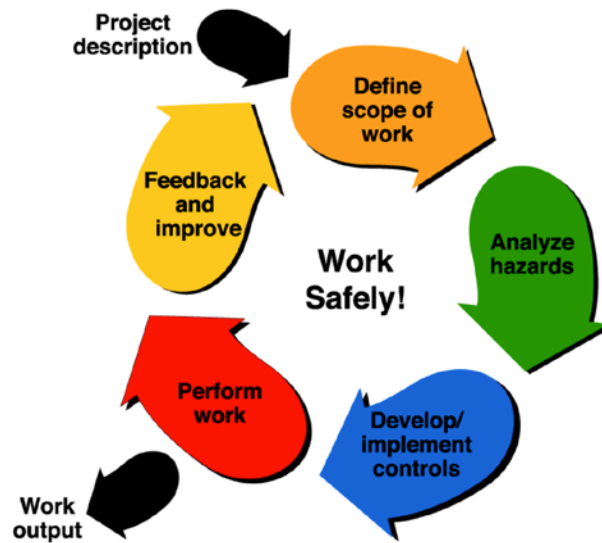 Project
description
Define
scope of
work
Analyze
hazards
Develop/
implement
controls
Perform
work
Work
output
Feedback
and
improve
Work
Safely!